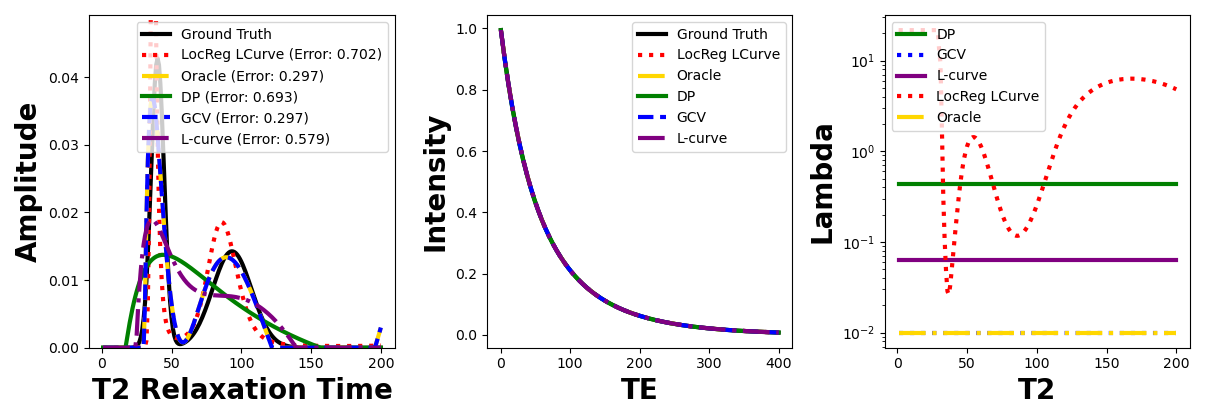 Amplitude
0.04
0.03
0.02
0.01
0.00
Ground Truth
LocReg LCurve (Error: 0.702)
Oracle (Error: 0.297)
DP (Error: 0.693)
GCV (Error: 0.297)
L-curve (Error: 0.579)
0 50 100 150 200
T2 Relaxation Time
Intensity
1.0
0.8
0.6
0.4
0.2
0.0
Ground Truth
LocReg LCurve
Oracle
DP
GCV
L-curve
0 100 200 300 400
TE
Lambda
10¹
10⁰
10⁻¹
10⁻²
DP
GCV
L-curve
LocReg LCurve
Oracle
0 50 100 150 200
T2